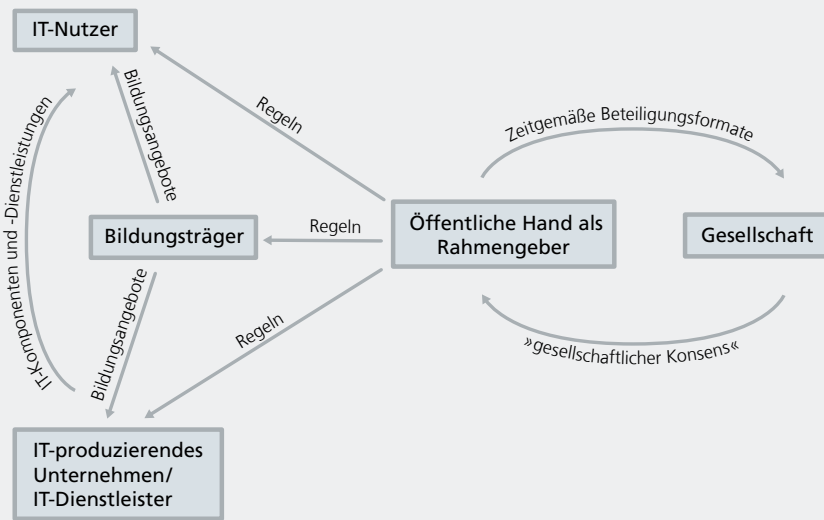 IT-Nutzer
Bildungsangebote
Regeln
Zeitgemäße Beteiligungsformate
IT-Komponenten und -Dienstleistungen
Bildungsträger
Regeln
Öffentliche Hand als
Rahmengeber
Gesellschaft
Bildungsangebote
Regeln
»gesellschaftlicher Konsens«
IT-produzierendes
Unternehmen/
IT-Dienstleister